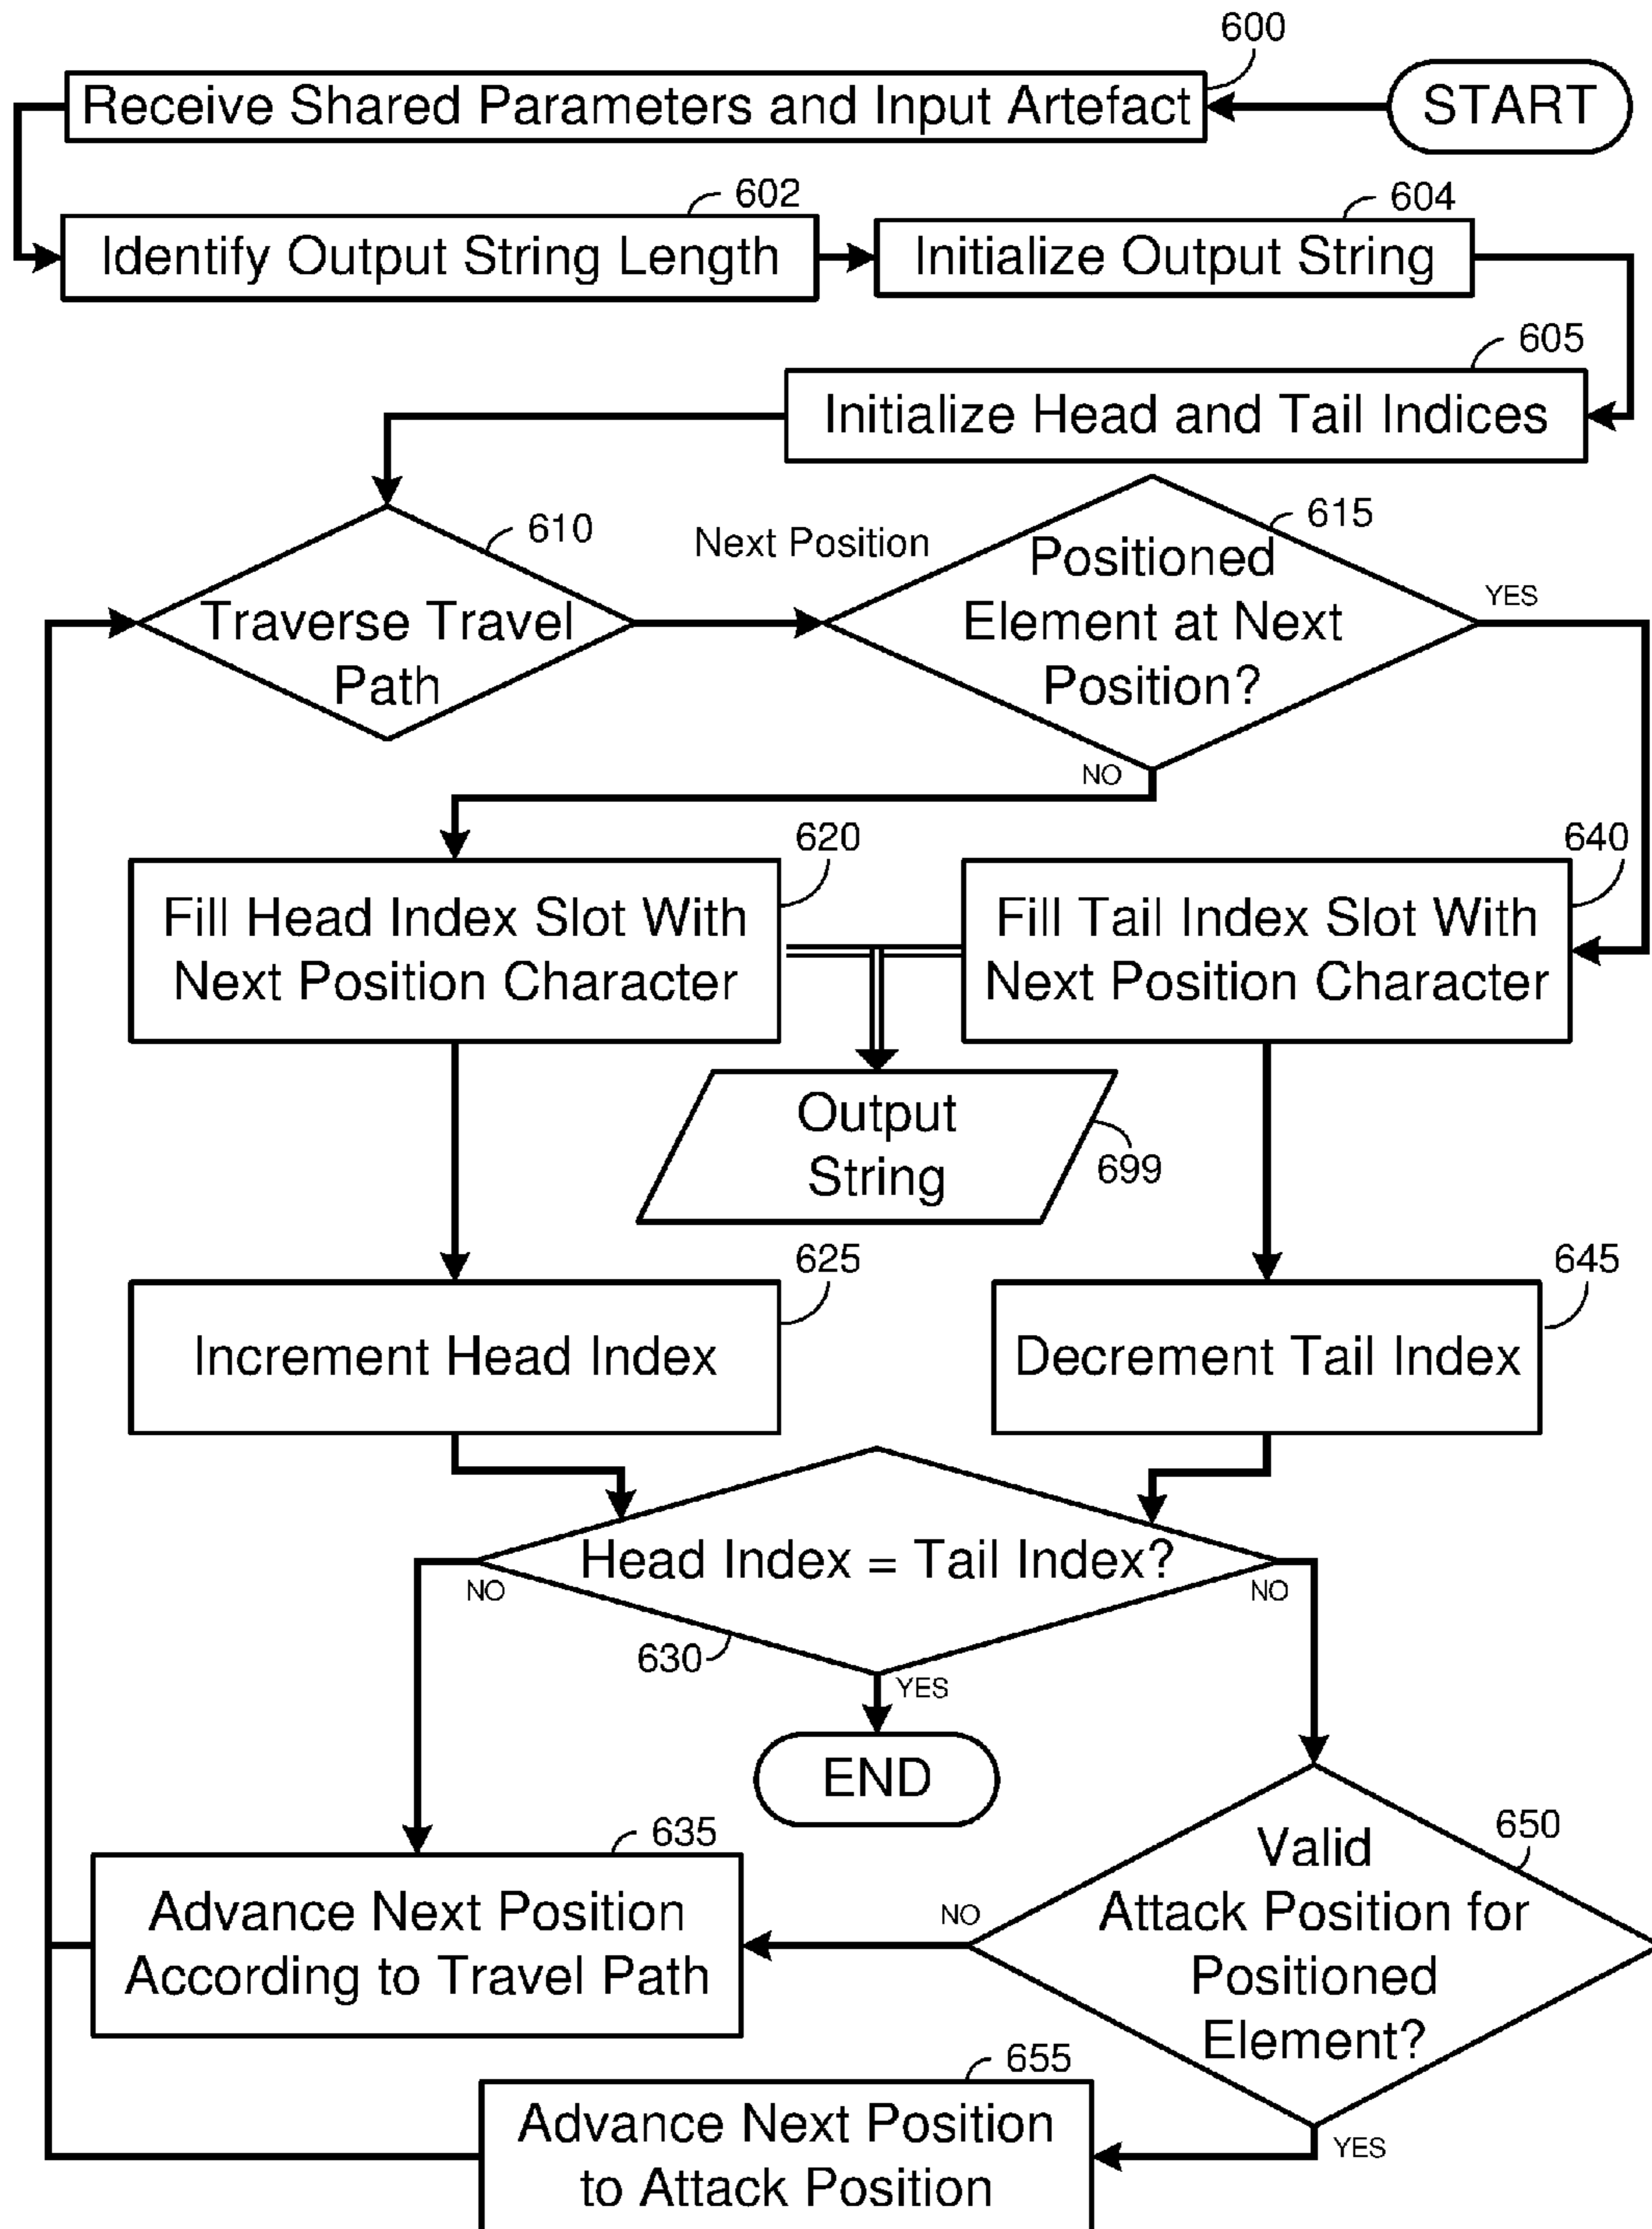 600
Receive Shared Parameters and Input Artefact
START
602
604
Identify Output String Length
Initialize Output String
605
Initialize Head and Tail Indices
610
Next Position
615
Traverse Travel
Path
Positioned
Element at Next
Position?
YES
NO
620
640
Fill Head Index Slot With
Next Position Character
Fill Tail Index Slot With
Next Position Character
Output
String
699
625
645
Increment Head Index
Decrement Tail Index
Head Index = Tail Index?
NO
NO
630
YES
END
635
650
Advance Next Position
According to Travel Path
NO
Valid
Attack Position for
Positioned
Element?
655
YES
Advance Next Position
to Attack Position